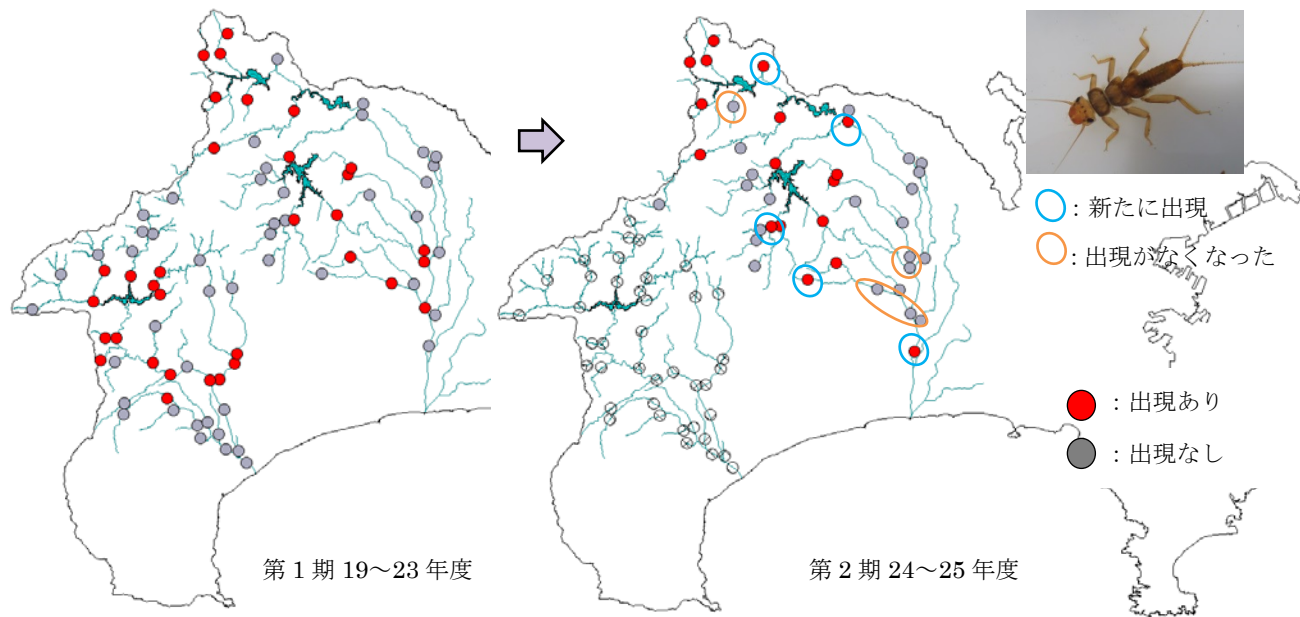 ：新たに出現
：出現がなくなった
：出現あり
：出現なし
第 1 期 19～23 年度
第 2 期 24～25 年度